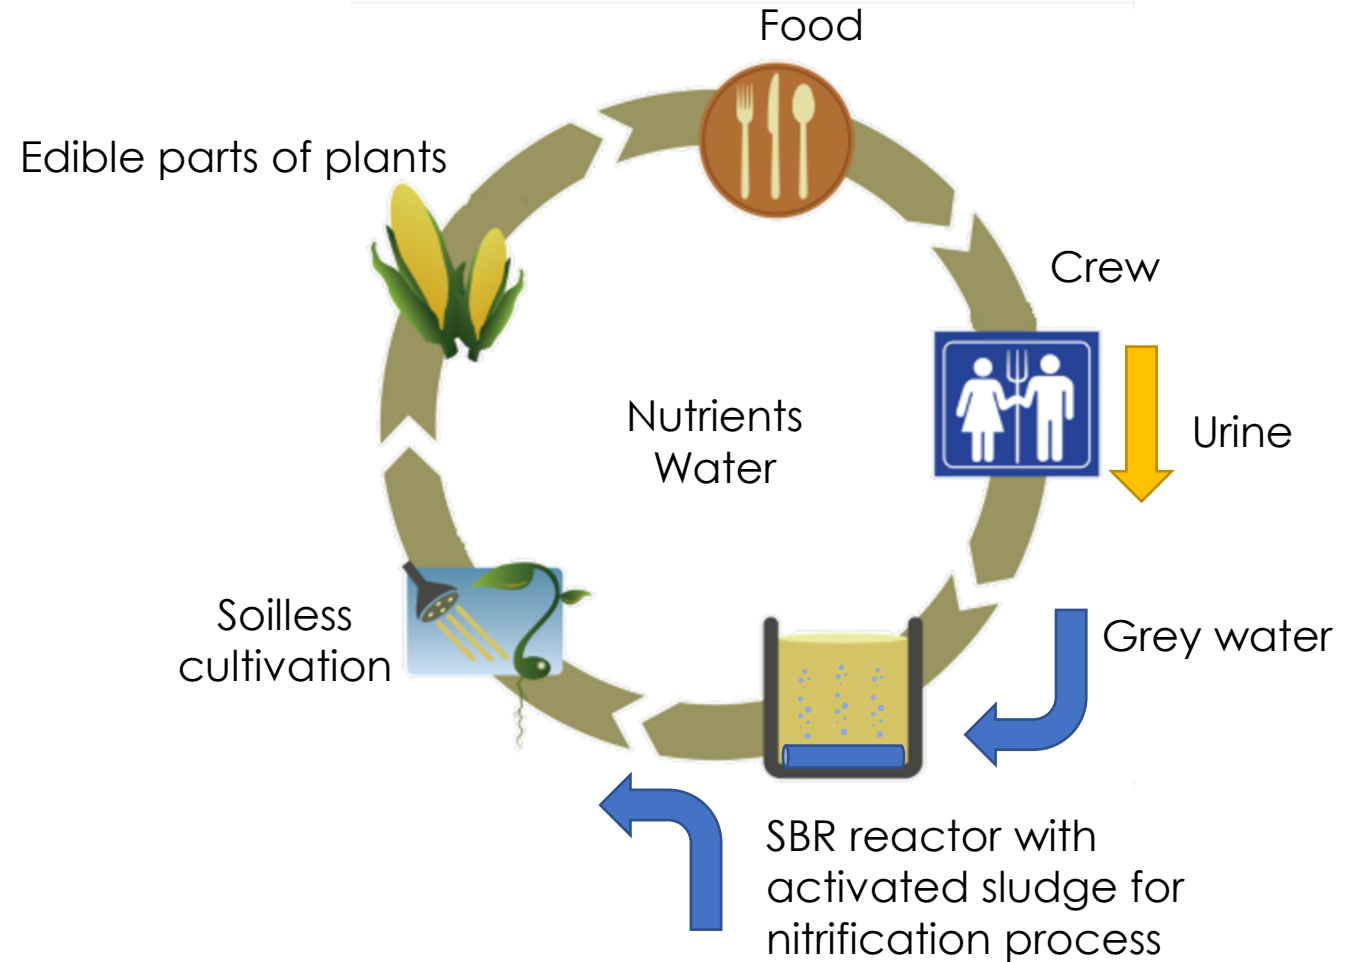 Food
Edible parts of plants
Crew
Nutrients
Water
Urine
Soilless
cultivation
Grey water
SBR reactor with
activated sludge for
nitrification process